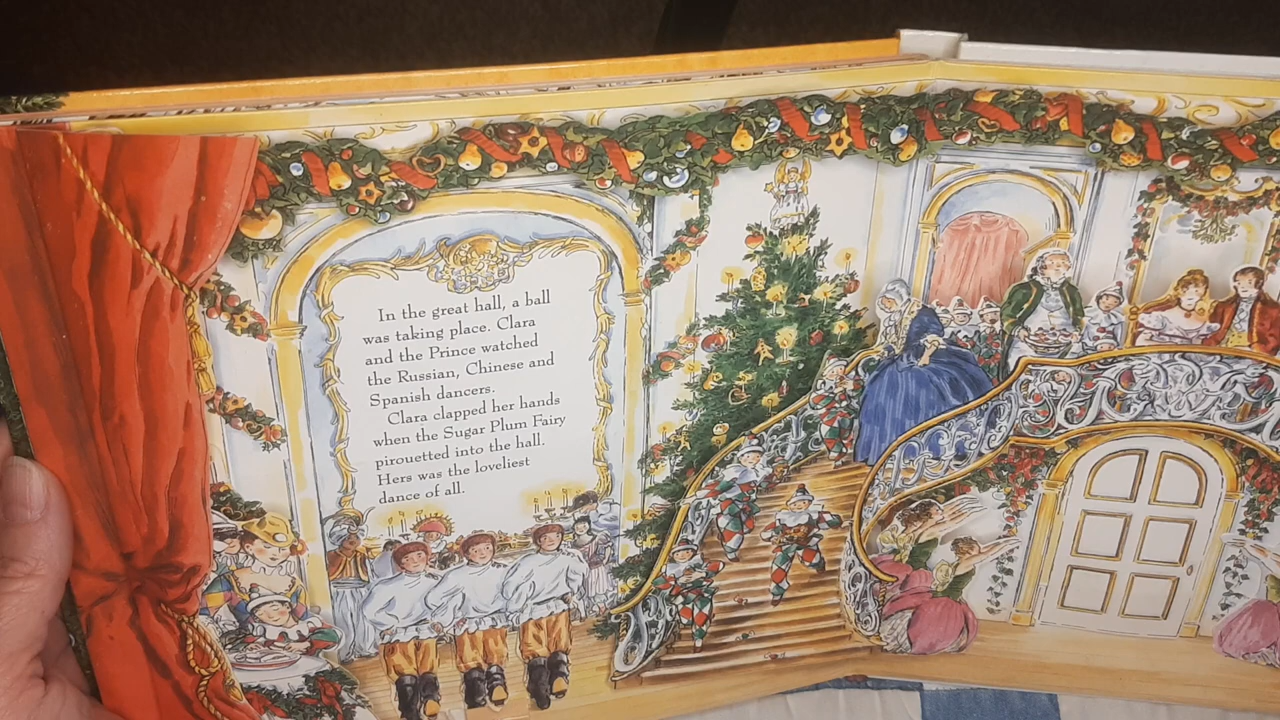 In the great hall, a ball
was taking place. Clara
and the Prince watched
the Russian, Chinese and
Spanish dancers.
Clara clapped her hands
when the Sugar Plum Fairy
pirouetted into the hall.
Hers was the loveliest
dance of all.